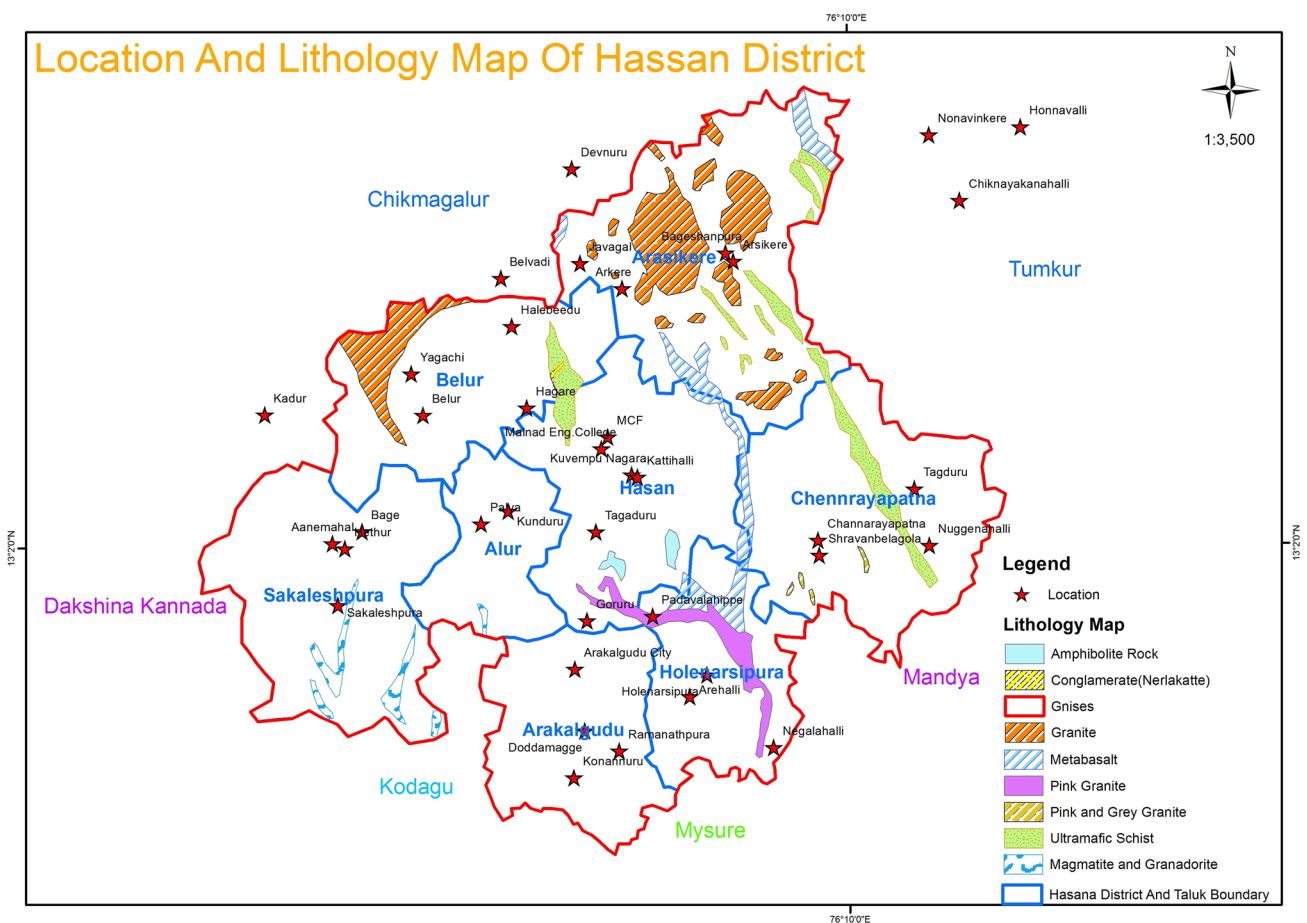 76°10'0"E
Location And Lithology Map Of Hassan District
N
1:3,500
Honnavalli
Nonavinkere
Devnuru
Chiknayakanahalli
Chikmagalur
Bageshanpura
Arsikere
Javagal
Arasikere
Belvadi
Arkere
Tumkur
Halebeedu
Yagachi
Belur
Hagare
Kadur
Belur
MCF
Malnad Eng.College
Kuvempu Nagara
Kattihalli
Hasan
Tagduru
Chennrayapatna
Paiya
Bage
Kunduru
Tagaduru
Channarayapatna
Nuggenahalli
Aanemahal
Shravanbelagola
13°2'0"N
13°2'0"N
Alur
Legend
Location
Sakaleshpura
Dakshina Kannada
Sakaleshpura
Goruru
Padavalahippe
Lithology Map
Amphibolite Rock
Arakalgudu City
Holenarsipura
Mandya
Conglamerate(Nerlakatte)
Holenarsipura
Arehalli
Gnises
Arakalgudu
Ramanathpura
Negalahalli
Granite
Doddamagge
Konannuru
Metabasalt
Kodagu
Pink Granite
Pink and Grey Granite
Mysure
Ultramafic Schist
Magmatite and Granadorite
Hasana District And Taluk Boundary
76°10'0"E